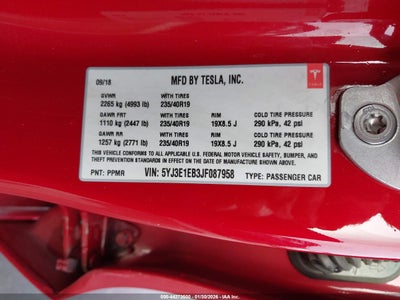 09/18
MFD BY TESLA, INC.
TESLA
GVWR WITH TIRES
2265 kg (4993 lb) 235/40R19
GAWR FRT WITH TIRES RIM COLD TIRE PRESSURE
1110 kg (2447 lb) 235/40R19 19X8.5 J 290 kPa, 42 psi
GAWR RR WITH TIRES RIM COLD TIRE PRESSURE
1257 kg (2771 lb) 235/40R19 19X8.5 J 290 kPa, 42 psi
THIS VEHICLE CONFORMS TO ALL APPLICABLE U.S. FEDERAL MOTOR VEHICLE SAFETY, BUMPER, AND
THEFT PREVENTION STANDARDS IN EFFECT ON THE DATE OF MANUFACTURE SHOWN ABOVE.
PNT: PPMR VIN: 5YJ3E1EB3JF087958 TYPE: PASSENGER CAR